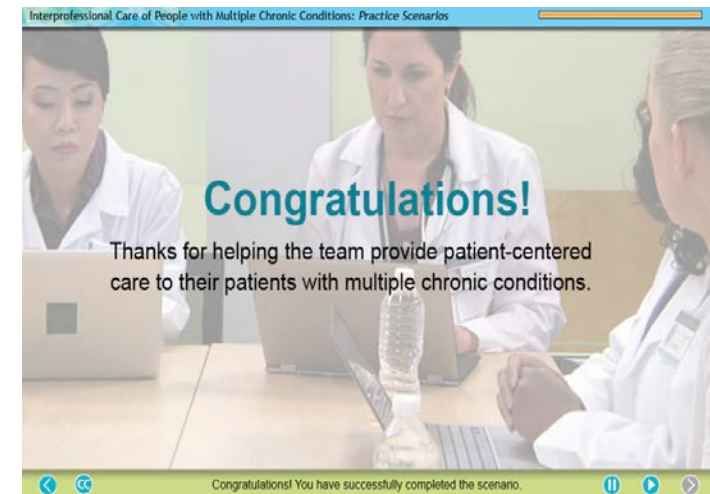 Interprofessional Care of People with Multiple Chronic Conditions: Practice Scenarios
Congratulations!
Thanks for helping the team provide patient-centered
care to their patients with multiple chronic conditions.
CC
Congratulations! You have successfully completed the scenario.